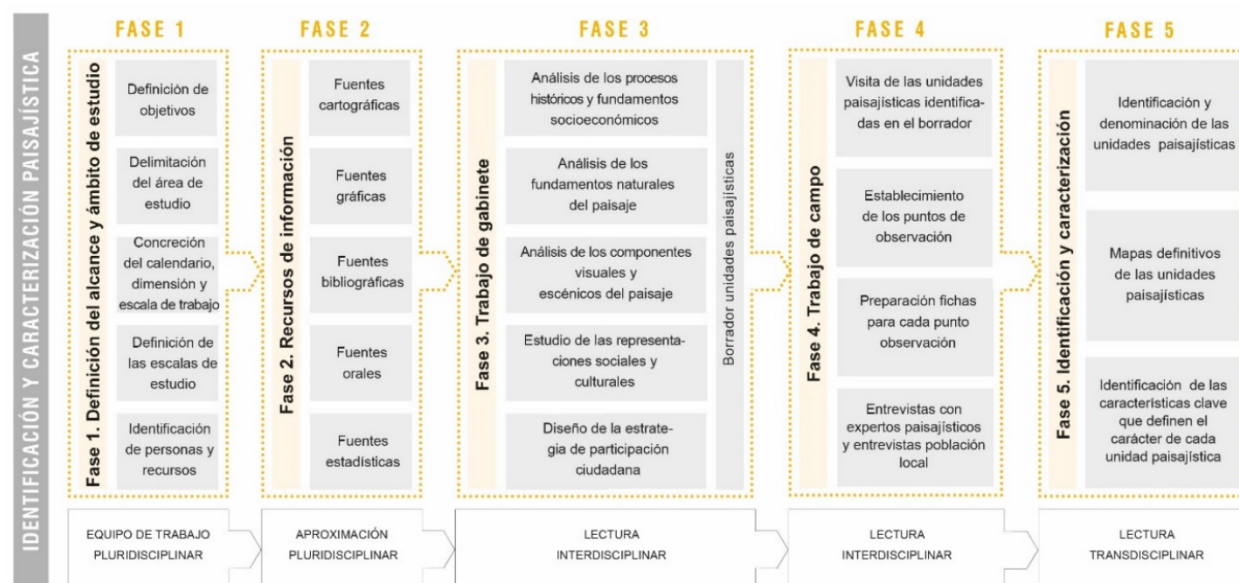 IDENTIFICACIÓN Y CARACTERIZACIÓN PAISAJÍSTICA
FASE 1
Fase 1. Definición del alcance y ámbito de estudio
Definición de
objetivos
Delimitación
del área de
estudio
Concreción
del calendario,
dimensión y
escala de trabajo
Definición de
las escalas de
estudio
Identificación
de personas y
recursos
EQUIPO DE TRABAJO
PLURIDISCIPLINAR
FASE 2
Fase 2. Recursos de información
Fuentes
cartográficas
Fuentes
gráficas
Fuentes
bibliográficas
Fuentes
orales
Fuentes
estadísticas
APROXIMACIÓN
PLURIDISCIPLINAR
FASE 3
Fase 3. Trabajo de gabinete
Análisis de los procesos
históricos y fundamentos
socioeconómicos
Análisis de los
fundamentos naturales
del paisaje
Análisis de los componentes
visuales y
escénicos del paisaje
Estudio de las representa-
ciones sociales y
culturales
Diseño de la estrate-
gia de participación
ciudadana
Borrador unidades paisajísticas
LECTURA
INTERDISCIPLINAR
FASE 4
Fase 4. Trabajo de campo
Visita de las unidades
paisajísticas identifica-
das en el borrador
Establecimiento
de los puntos de
observación
Preparación fichas
para cada punto
observación
Entrevistas con
expertos paisajísticos
y entrevistas población
local
LECTURA
INTERDISCIPLINAR
FASE 5
Fase 5. Identificación y caracterización
Identificación y
denominación de las
unidades paisajísticas
Mapas definitivos
de las unidades
paisajísticas
Identificación de las
características clave
que definen el
carácter de cada
unidad paisajística
LECTURA
TRANSDISCIPLINAR